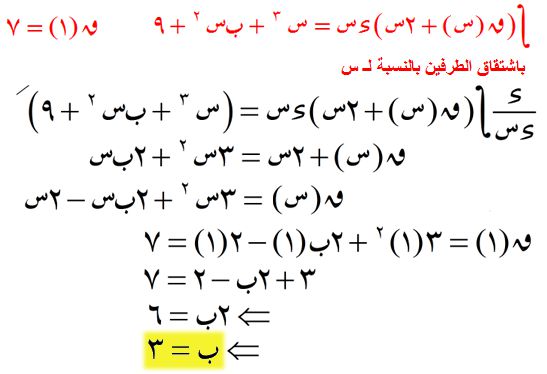 ∫(ق(س)+٢س)ءس = س^٣ + ب س^٢ + ٩ ق(١) = ٧
باشتقاق الطرفين بالنسبة لـ س
ء/ءس ∫(ق(س)+٢س)ءس = (س^٣ + ب س^٢ + ٩)′
ق(س)+٢س = ٣س^٢ + ٢ب س
ق(س) = ٣س^٢ + ٢ب س − ٢س
ق(١) = ٣(١)^٢ + ٢ب(١) − ٢(١) = ٧
٣ + ٢ب − ٢ = ٧
⇐ ٢ب = ٦
⇐ ب = ٣